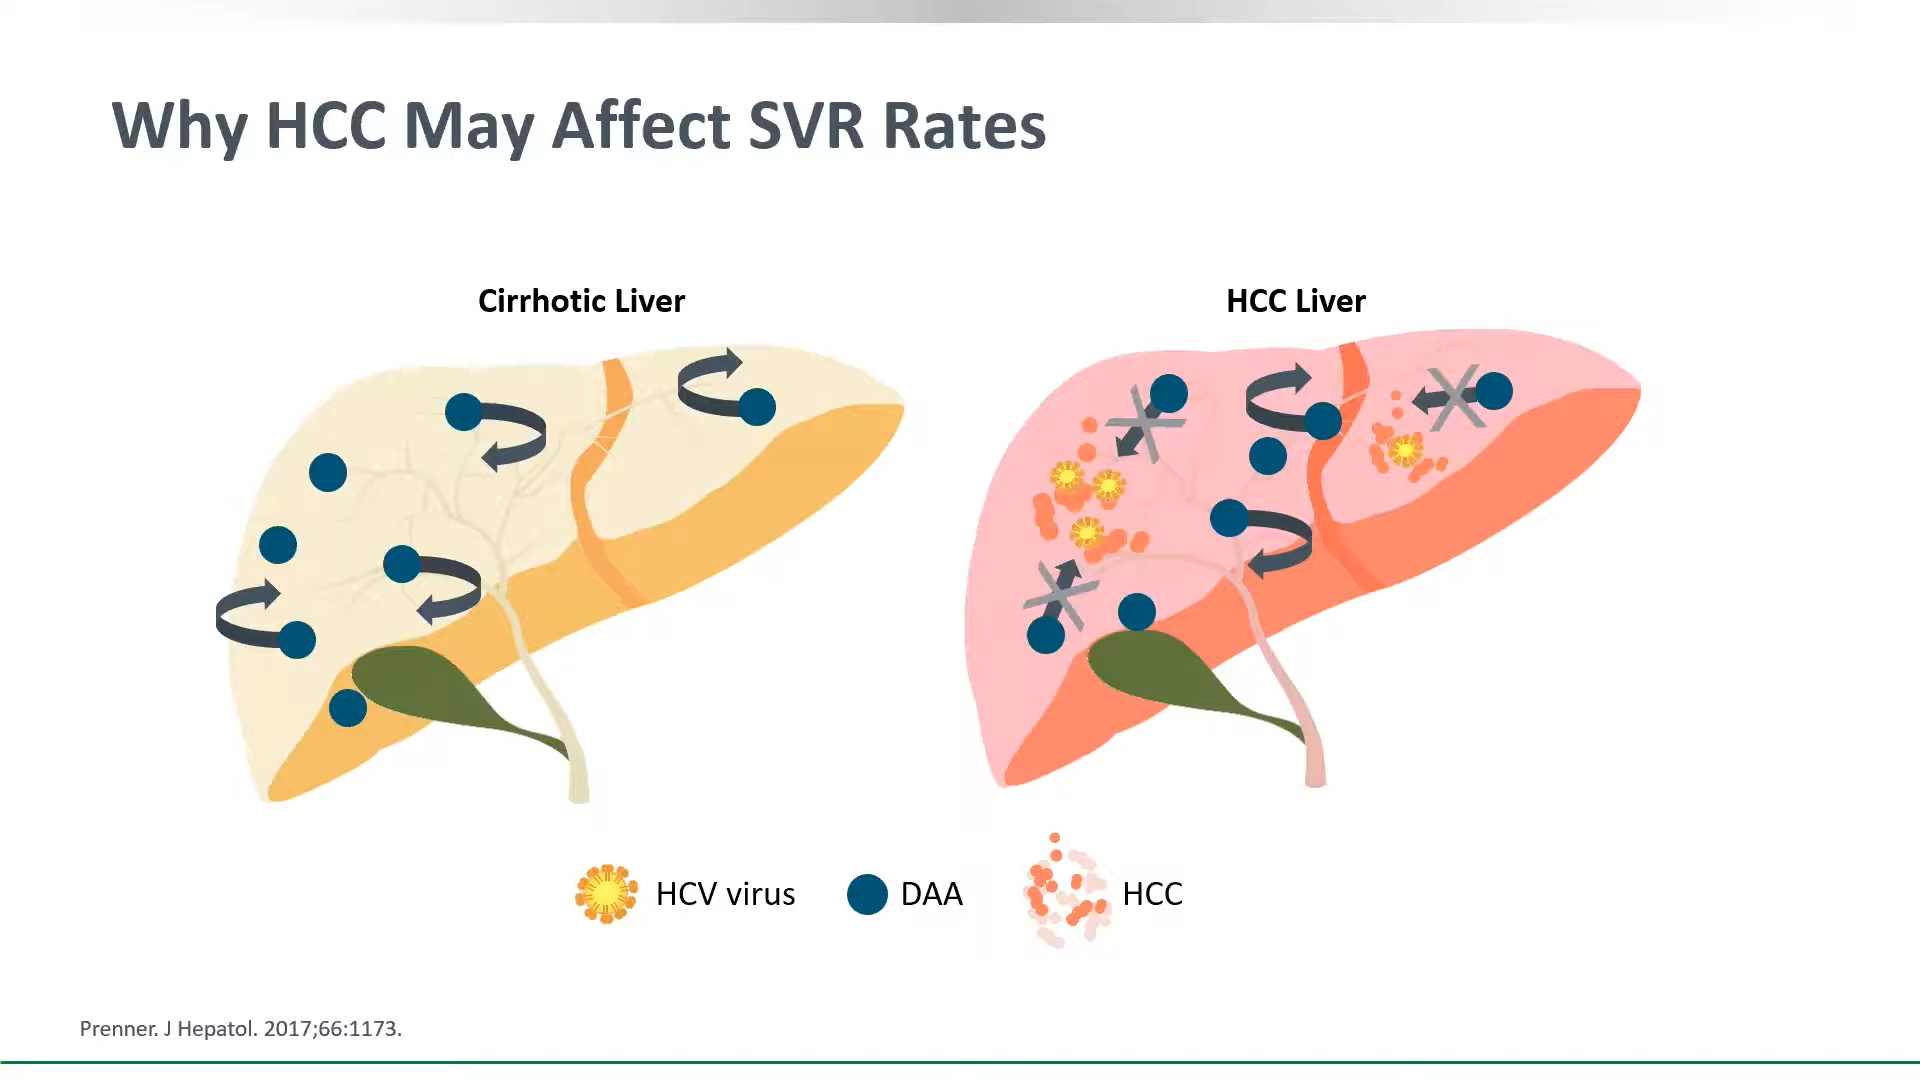 Why HCC May Affect SVR Rates
Cirrhotic Liver
HCC Liver
HCV virus
DAA
HCC
Prenner. J Hepatol. 2017;66:1173.